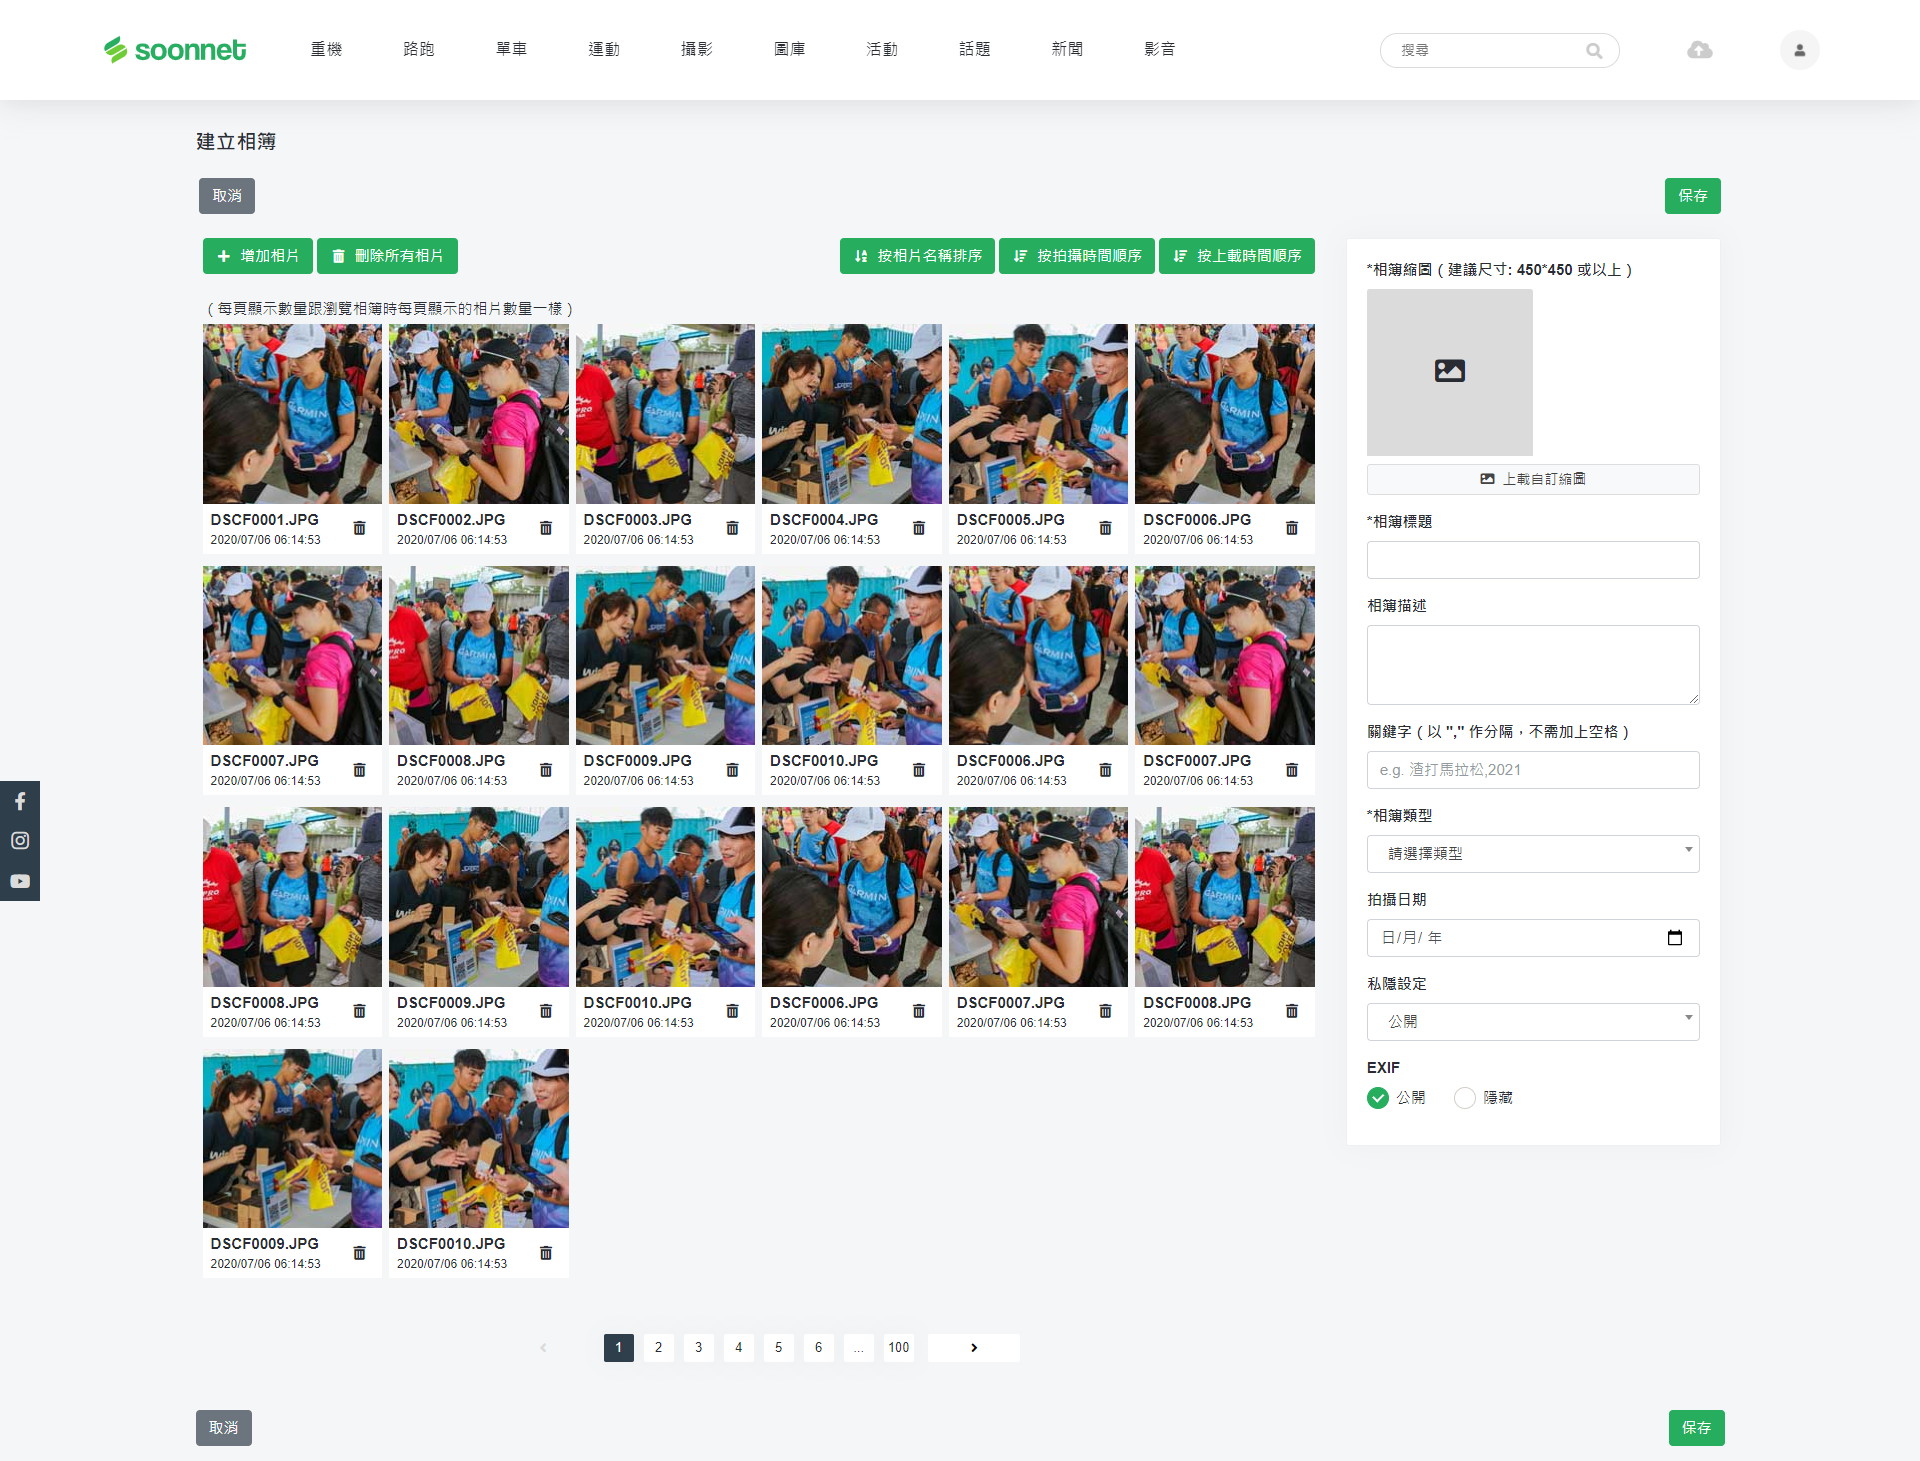 soonnet 重機 路跑 單車 運動 攝影 圖庫 活動 話題 新聞 影音 搜尋
建立相簿
取消 保存
增加相片 刪除所有相片 按相片名稱排序 按拍攝時間順序 按上載時間順序
( 每頁顯示數量跟瀏覽相簿時每頁顯示的相片數量一樣 )
DSCF0001.JPG DSCF0002.JPG DSCF0003.JPG DSCF0004.JPG DSCF0005.JPG DSCF0006.JPG
2020/07/06 06:14:53 2020/07/06 06:14:53 2020/07/06 06:14:53 2020/07/06 06:14:53 2020/07/06 06:14:53 2020/07/06 06:14:53
DSCF0007.JPG DSCF0008.JPG DSCF0009.JPG DSCF0010.JPG DSCF0006.JPG DSCF0007.JPG
2020/07/06 06:14:53 2020/07/06 06:14:53 2020/07/06 06:14:53 2020/07/06 06:14:53 2020/07/06 06:14:53 2020/07/06 06:14:53
DSCF0008.JPG DSCF0009.JPG DSCF0010.JPG DSCF0006.JPG DSCF0007.JPG DSCF0008.JPG
2020/07/06 06:14:53 2020/07/06 06:14:53 2020/07/06 06:14:53 2020/07/06 06:14:53 2020/07/06 06:14:53 2020/07/06 06:14:53
DSCF0009.JPG DSCF0010.JPG
2020/07/06 06:14:53 2020/07/06 06:14:53
1 2 3 4 5 6 ... 100
*相簿縮圖 ( 建議尺寸: 450*450 或以上 )
上載自訂縮圖
*相簿標題
相簿描述
關鍵字 ( 以 "," 作分隔，不需加上空格 )
e.g. 渣打馬拉松,2021
*相簿類型
請選擇類型
拍攝日期
日/月/ 年
私隱設定
公開
EXIF
公開 隱藏
取消 保存